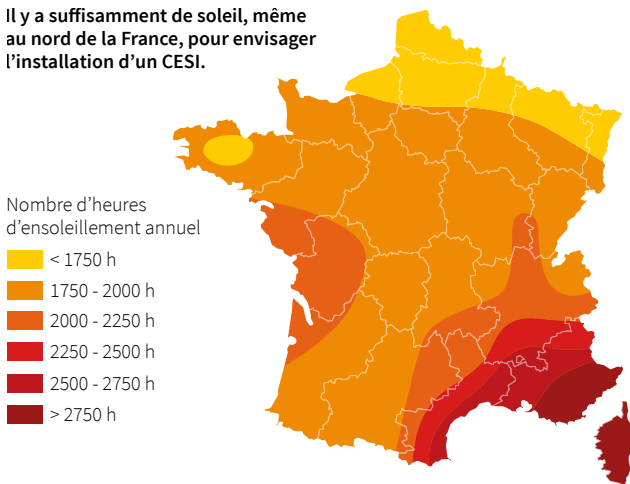 Il y a suffisamment de soleil, même
au nord de la France, pour envisager
l’installation d’un CESI.
Nombre d’heures
d’ensoleillement annuel
< 1750 h
1750 - 2000 h
2000 - 2250 h
2250 - 2500 h
2500 - 2750 h
> 2750 h